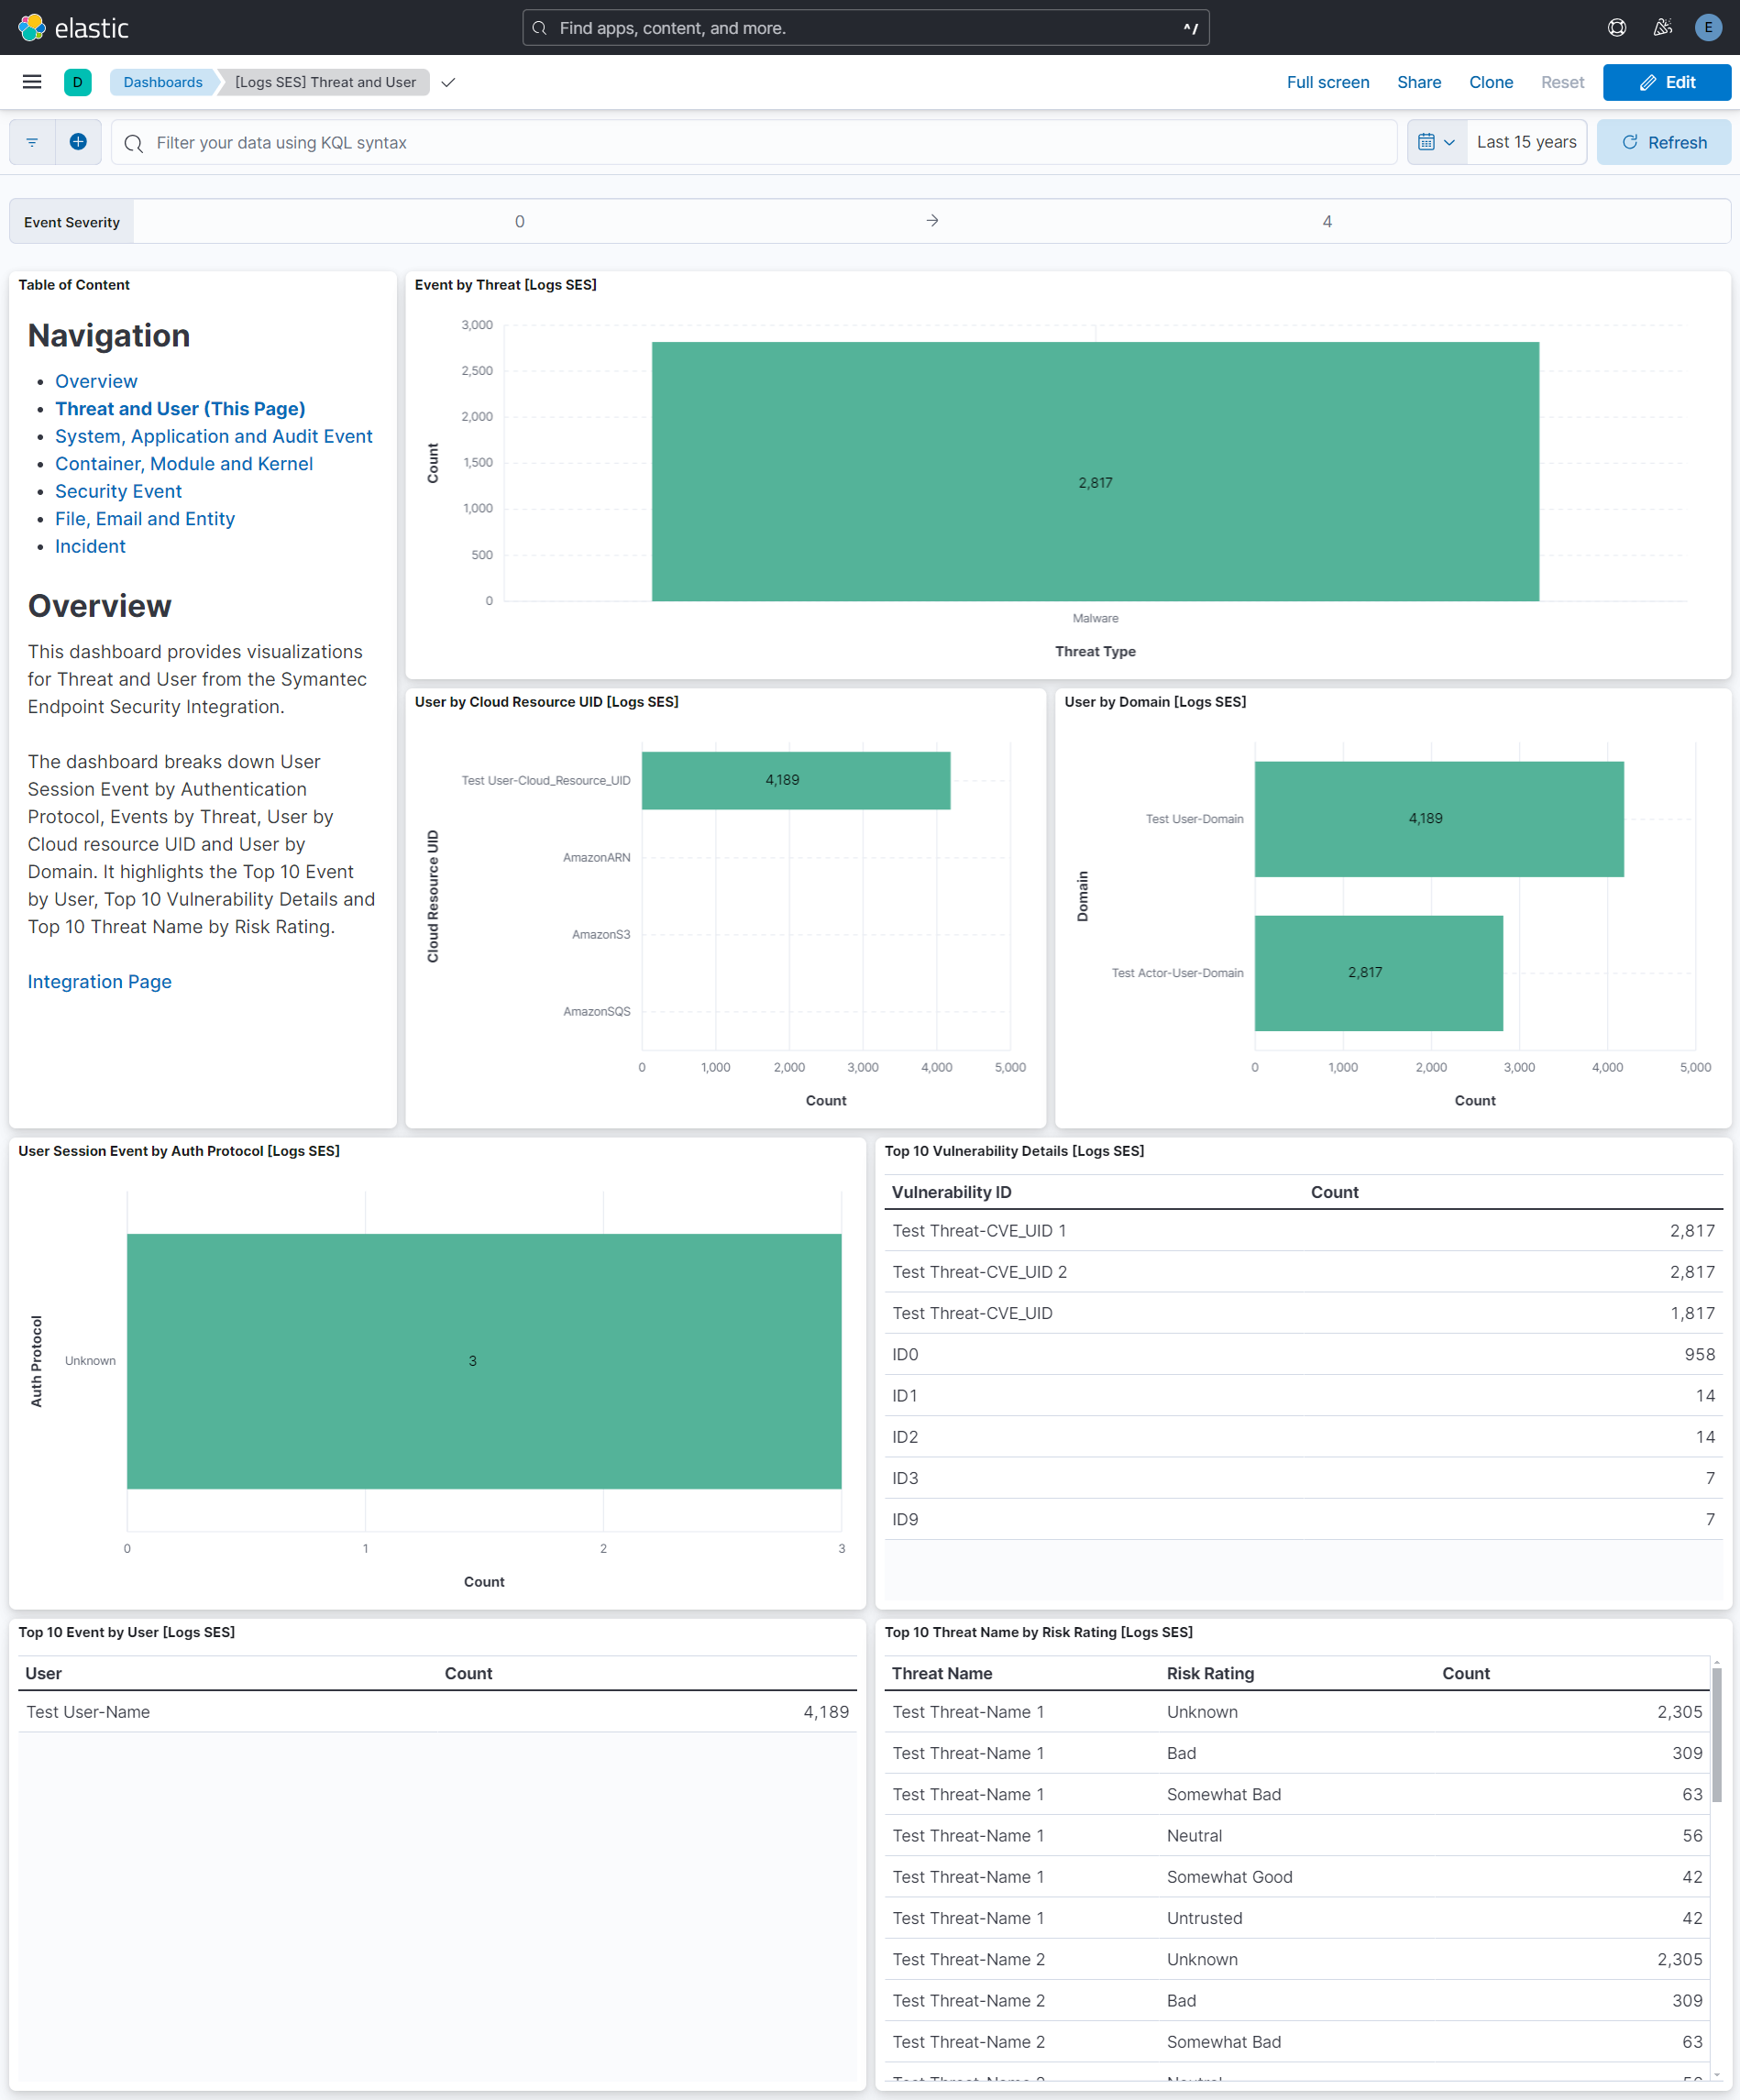 elastic
Find apps, content, and more.
^/
E
D
Dashboards
[Logs SES] Threat and User
Full screen
Share
Clone
Reset
Edit
Filter your data using KQL syntax
Last 15 years
Refresh
Event Severity
0
→
4
Table of Content
Navigation
• Overview
• Threat and User (This Page)
• System, Application and Audit Event
• Container, Module and Kernel
• Security Event
• File, Email and Entity
• Incident
Overview
This dashboard provides visualizations
for Threat and User from the Symantec
Endpoint Security Integration.
The dashboard breaks down User
Session Event by Authentication
Protocol, Events by Threat, User by
Cloud resource UID and User by
Domain. It highlights the Top 10 Event
by User, Top 10 Vulnerability Details and
Top 10 Threat Name by Risk Rating.
Integration Page
Event by Threat [Logs SES]
Count
3,000
2,500
2,000
1,500
1,000
500
0
2,817
Malware
Threat Type
User by Cloud Resource UID [Logs SES]
Cloud Resource UID
Test User-Cloud_Resource_UID
4,189
AmazonARN
AmazonS3
AmazonSQS
0 1,000 2,000 3,000 4,000 5,000
Count
User by Domain [Logs SES]
Domain
Test User-Domain
4,189
Test Actor-User-Domain
2,817
0 1,000 2,000 3,000 4,000 5,000
Count
User Session Event by Auth Protocol [Logs SES]
Auth Protocol
Unknown
3
0 1 2 3
Count
Top 10 Vulnerability Details [Logs SES]
Vulnerability ID Count
Test Threat-CVE_UID 1 2,817
Test Threat-CVE_UID 2 2,817
Test Threat-CVE_UID 1,817
ID0 958
ID1 14
ID2 14
ID3 7
ID9 7
Top 10 Event by User [Logs SES]
User Count
Test User-Name 4,189
Top 10 Threat Name by Risk Rating [Logs SES]
Threat Name Risk Rating Count
Test Threat-Name 1 Unknown 2,305
Test Threat-Name 1 Bad 309
Test Threat-Name 1 Somewhat Bad 63
Test Threat-Name 1 Neutral 56
Test Threat-Name 1 Somewhat Good 42
Test Threat-Name 1 Untrusted 42
Test Threat-Name 2 Unknown 2,305
Test Threat-Name 2 Bad 309
Test Threat-Name 2 Somewhat Bad 63